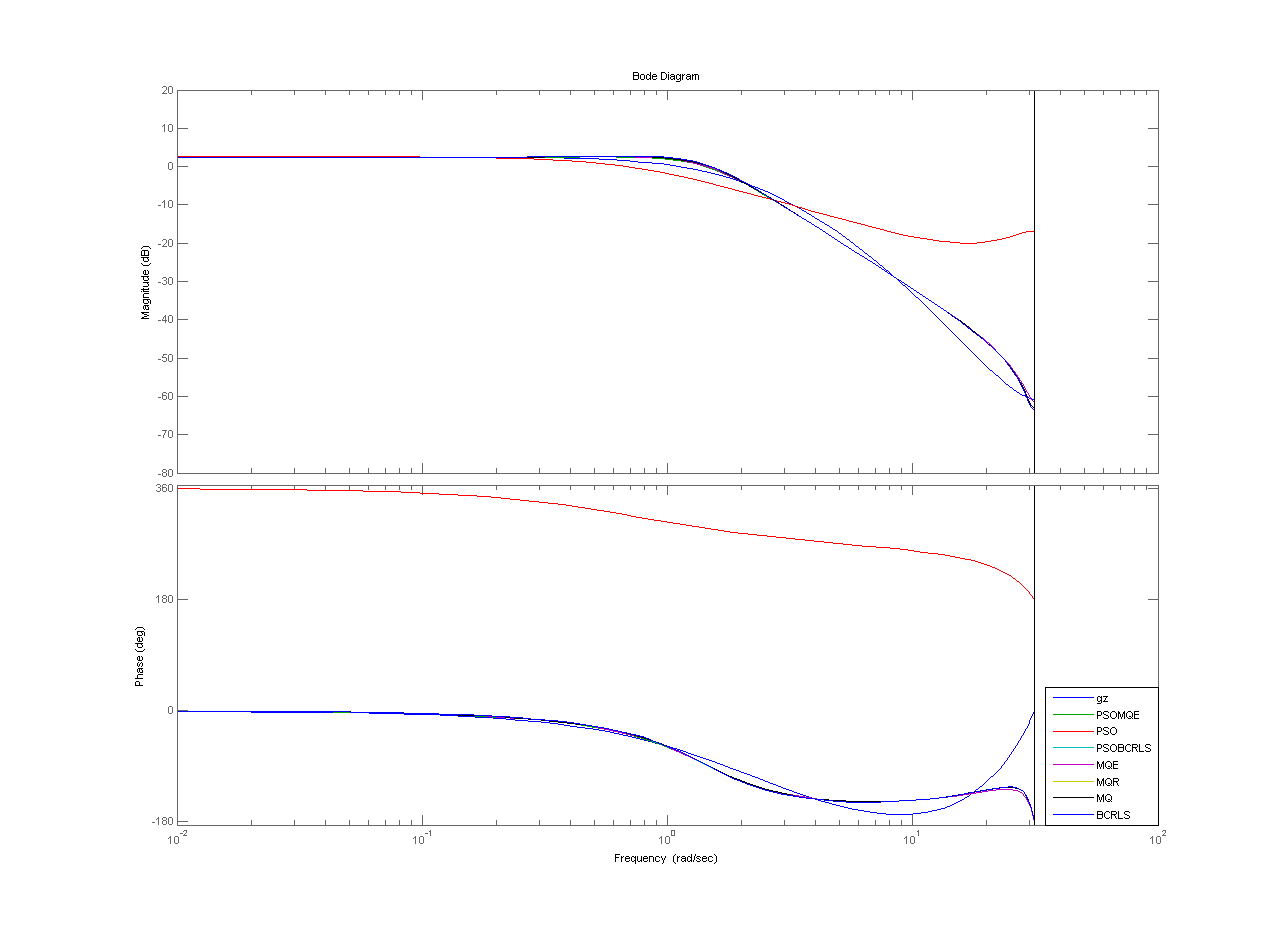 Bode Diagram
20
10
0
-10
-20
-30
-40
-50
-60
-70
-80
Magnitude (dB)
360
180
0
-180
Phase (deg)
gz
PSOMQE
PSO
PSOBCRLS
MQE
MQR
MQ
BCRLS
10^-2
10^-1
10^0
10^1
10^2
Frequency (rad/sec)